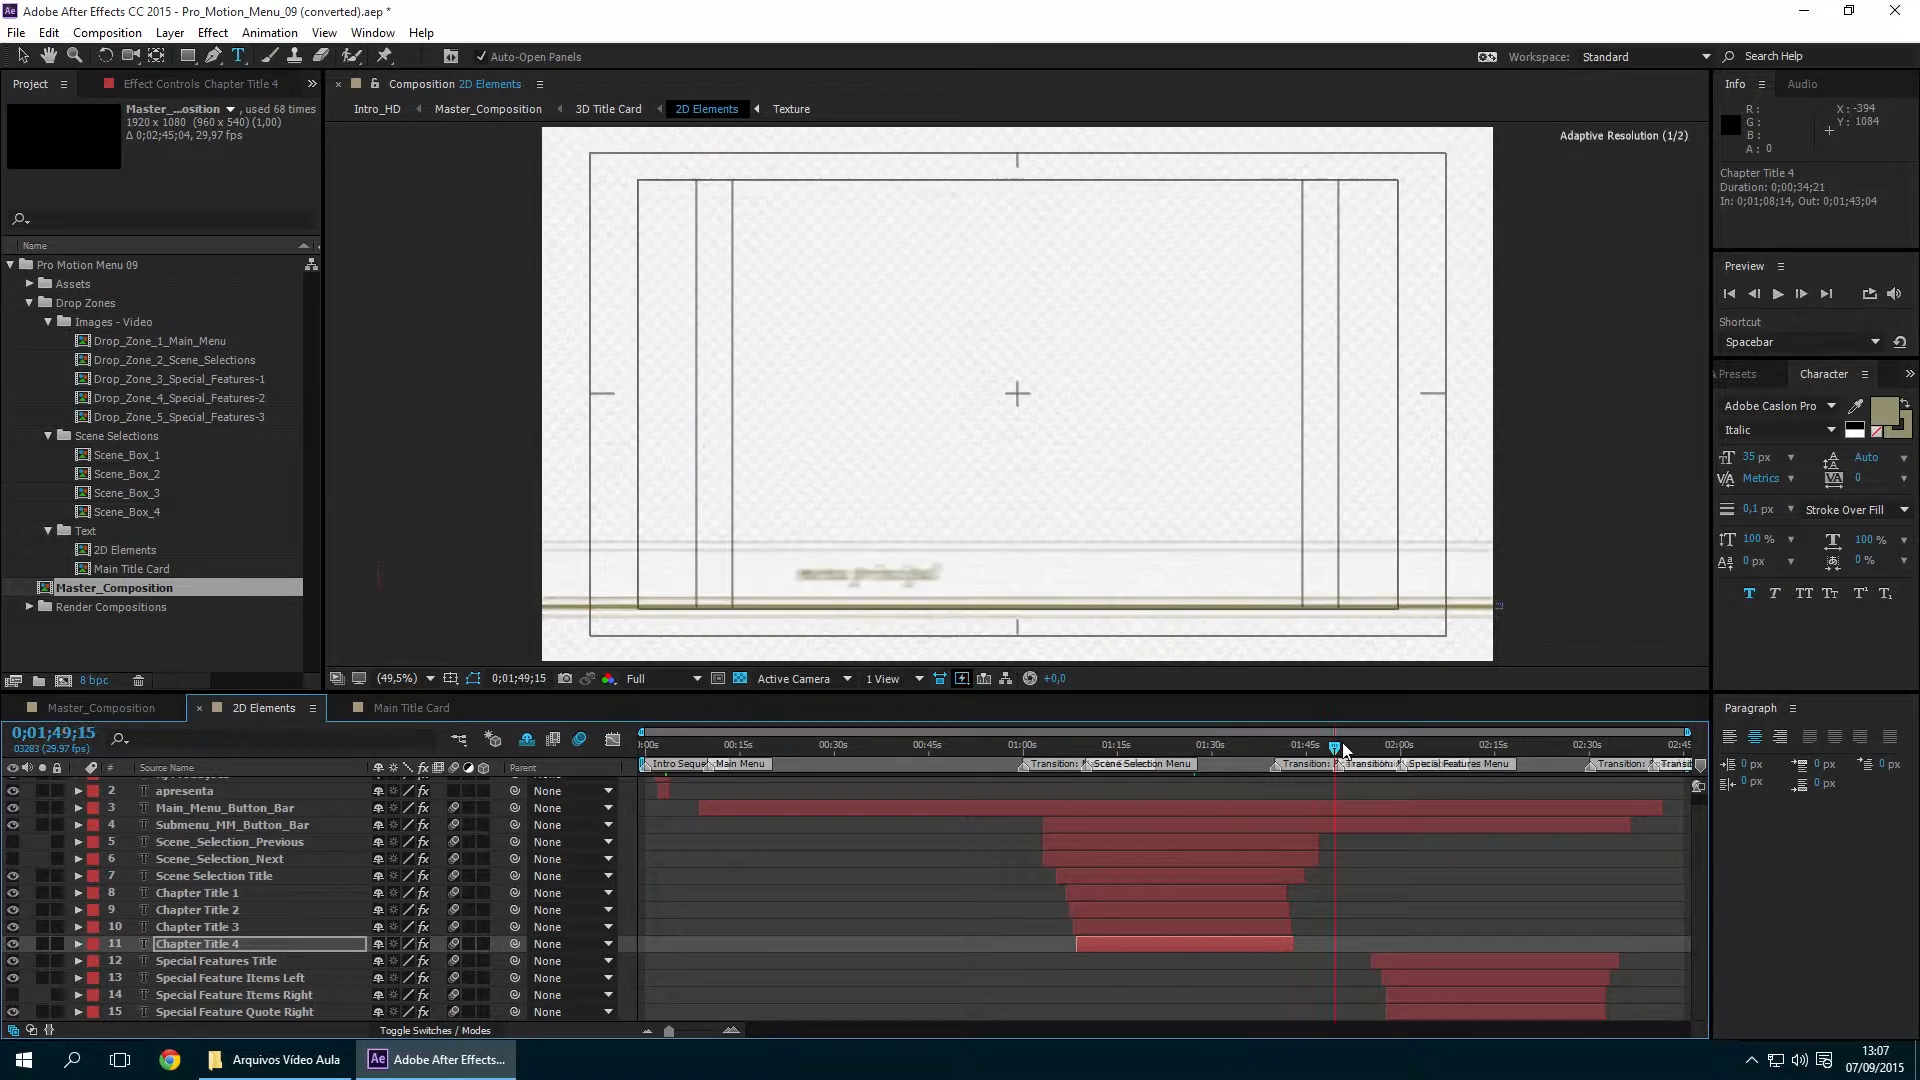 Adobe After Effects CC 2015 - Pro_Motion_Menu_09 (converted).aep *
File Edit Composition Layer Effect Animation View Window Help
Auto-Open Panels
Workspace: Standard
Search Help
Project
Effect Controls Chapter Title 4
Master_...osition , used 68 times
1920 x 1080 (960 x 540) (1,00)
Δ 0;02;45;04, 29,97 fps
Name
Pro Motion Menu 09
Assets
Drop Zones
Images - Video
Drop_Zone_1_Main_Menu
Drop_Zone_2_Scene_Selections
Drop_Zone_3_Special_Features-1
Drop_Zone_4_Special_Features-2
Drop_Zone_5_Special_Features-3
Scene Selections
Scene_Box_1
Scene_Box_2
Scene_Box_3
Scene_Box_4
Text
2D Elements
Main Title Card
Master_Composition
Render Compositions
8 bpc
Composition 2D Elements
Intro_HD Master_Composition 3D Title Card 2D Elements Texture
Adaptive Resolution (1/2)
menu principal
(49,5%) 0;01;49;15 Full Active Camera 1 View +0,0
Info Audio
R: X: -394
G: Y: 1084
B:
A: 0
Chapter Title 4
Duration: 0;00;34;21
In: 0;01;08;14, Out: 0;01;43;04
Preview
Shortcut
Spacebar
Presets Character
Adobe Caslon Pro
Italic
35 px Auto
Metrics 0
0,1 px Stroke Over Fill
100 % 100 %
0 px 0 %
T T TT Tt T¹ T₁
Paragraph
0 px 0 px 0 px
0 px 0 px
Master_Composition 2D Elements Main Title Card
0;01;49;15
03283 (29.97 fps)
:00s 00:15s 00:30s 00:45s 01:00s 01:15s 01:30s 01:45s 02:00s 02:15s 02:30s 02:45
Intro Seque Main Menu Transition: Scene Selection Menu Transition: Transition: Special Features Menu Transition: Transit
Source Name Parent
2 apresenta None
3 Main_Menu_Button_Bar None
4 Submenu_MM_Button_Bar None
5 Scene_Selection_Previous None
6 Scene_Selection_Next None
7 Scene Selection Title None
8 Chapter Title 1 None
9 Chapter Title 2 None
10 Chapter Title 3 None
11 Chapter Title 4 None
12 Special Features Title None
13 Special Feature Items Left None
14 Special Feature Items Right None
15 Special Feature Quote Right None
Toggle Switches / Modes
Arquivos Vídeo Aula
Adobe After Effects...
13:07
07/09/2015